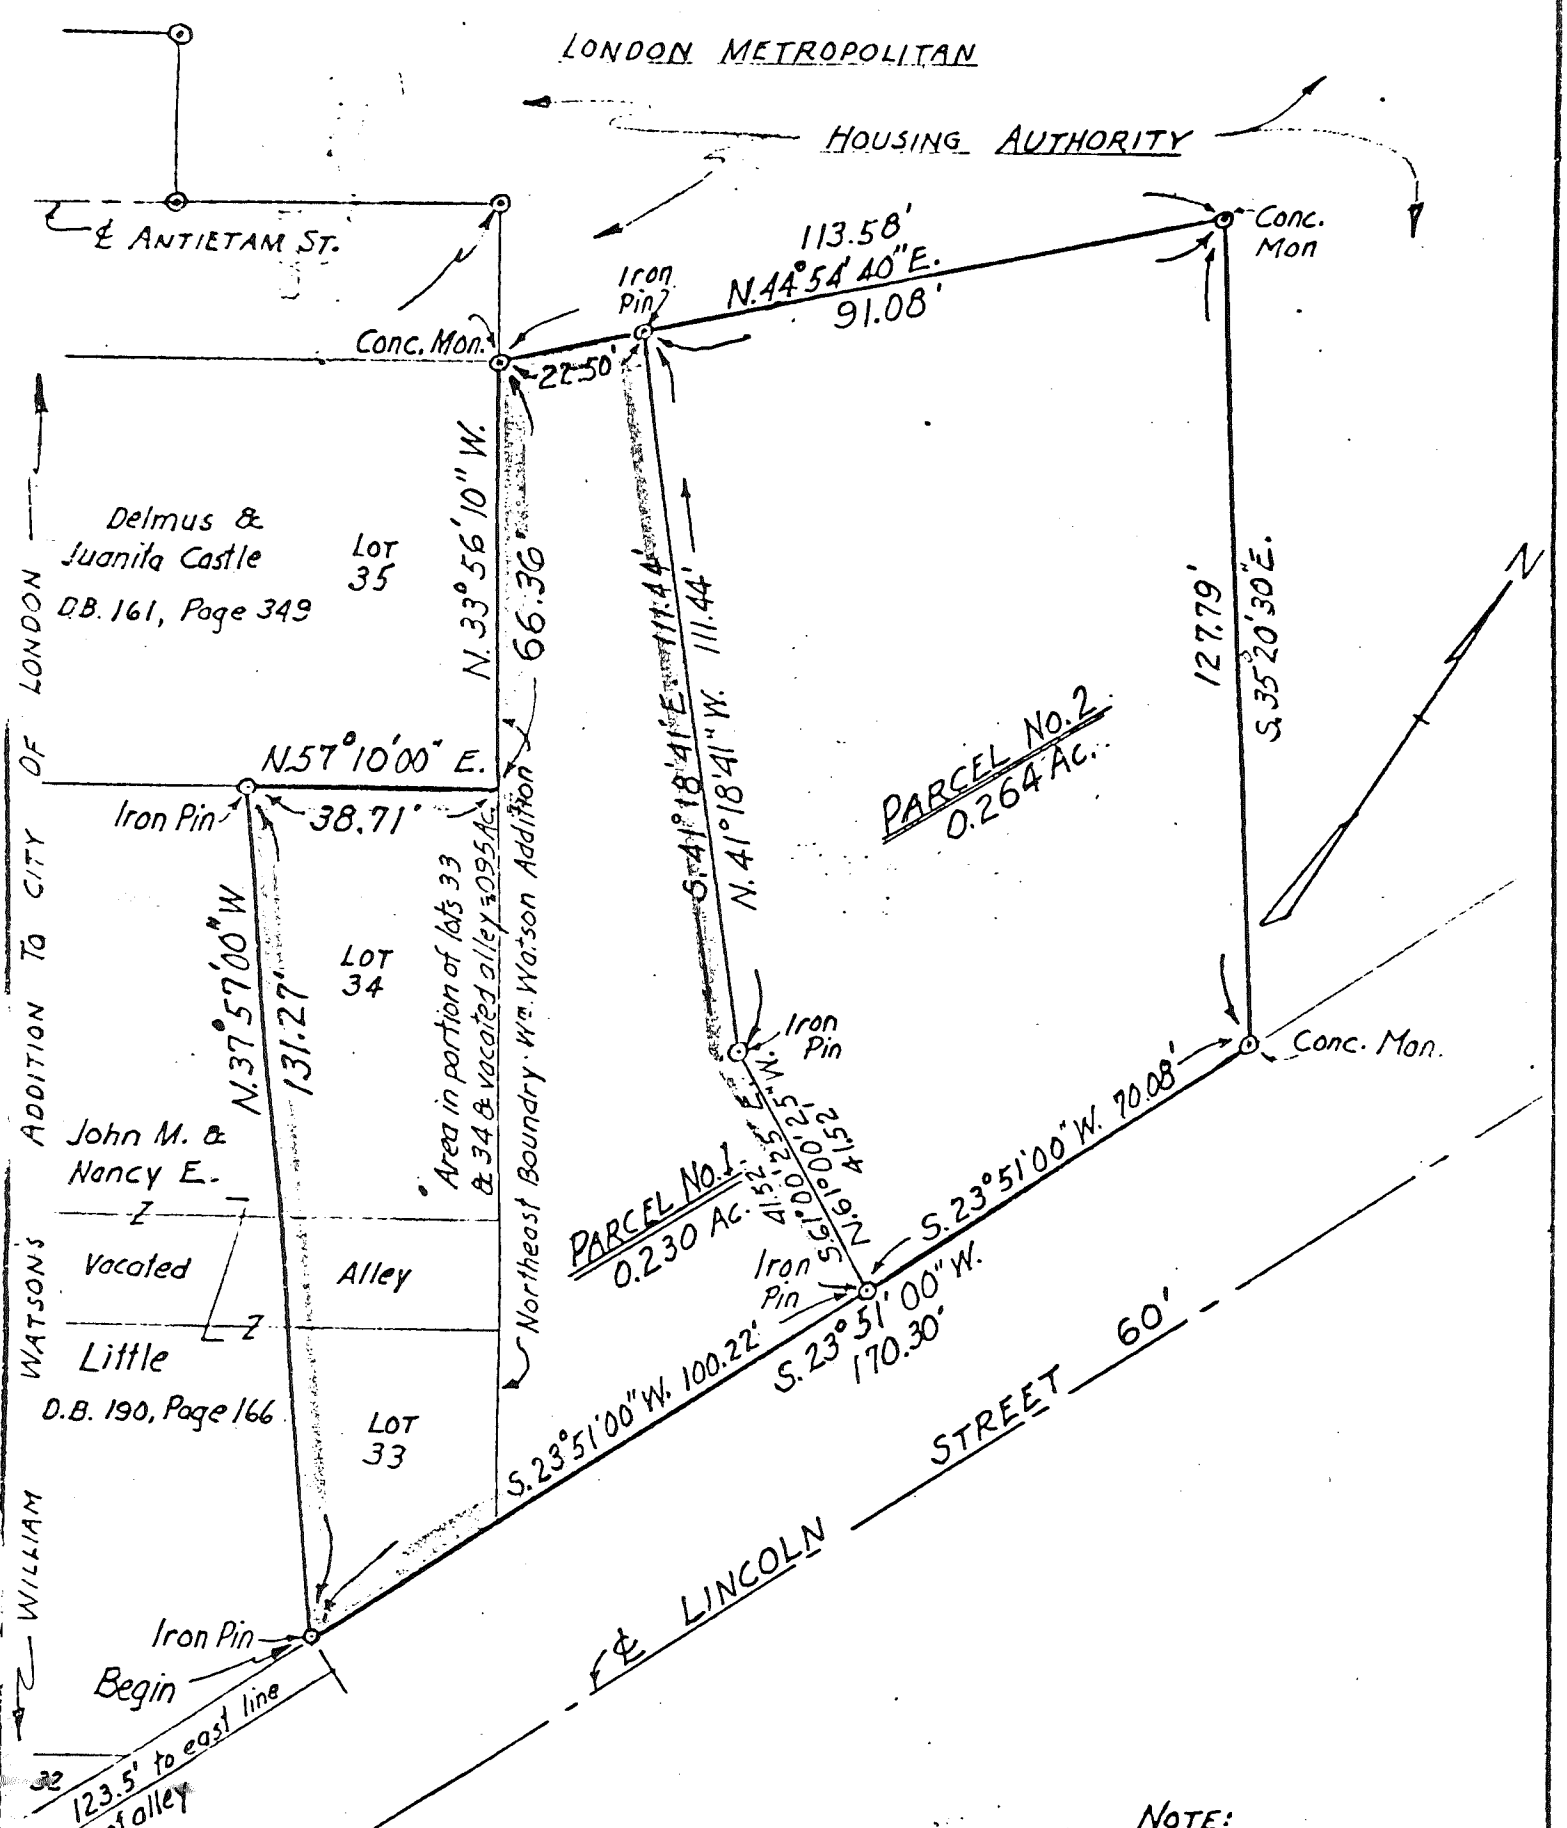 LONDON METROPOLITAN
HOUSING AUTHORITY
℄ ANTIETAM ST.
Conc. Mon.
Iron
Pin
113.58'
N.44°54'40"E.
91.08'
22.50'
Conc.
Mon
Delmus &
Juanita Castle
D.B. 161, Page 349
LOT
35
N.33°56'10"W.
66.36'
S.41°18'41"E. 111.44'
N.41°18'41"W. 111.44'
127.79'
S.35°20'30"E.
N
PARCEL No.2
0.264 Ac.
N.57°10'00"E.
38.71'
Iron Pin
LOT
34
N.37°57'00"W
131.27'
Area in portion of lots 33
& 34 & vacated alley = .095 Ac.
Northeast Boundry Wm. Watson Addition
Iron
Pin
Conc. Mon.
S.61°00'25"E.
41.52'
N.61°00'25"W.
41.52
John M. &
Nancy E.
Z
Vacated Alley
Z
Little
D.B. 190, Page 166
LOT
33
PARCEL No.1
0.230 Ac.
Iron
Pin
S.23°51'00"W. 70.08'
S.23°51'00"W. 100.22'
S.23°51'00"W.
170.30'
℄ LINCOLN STREET 60'
Iron Pin
Begin
123.5' to east line
of alley
32
WILLIAM WATSONS ADDITION TO CITY OF LONDON
NOTE: